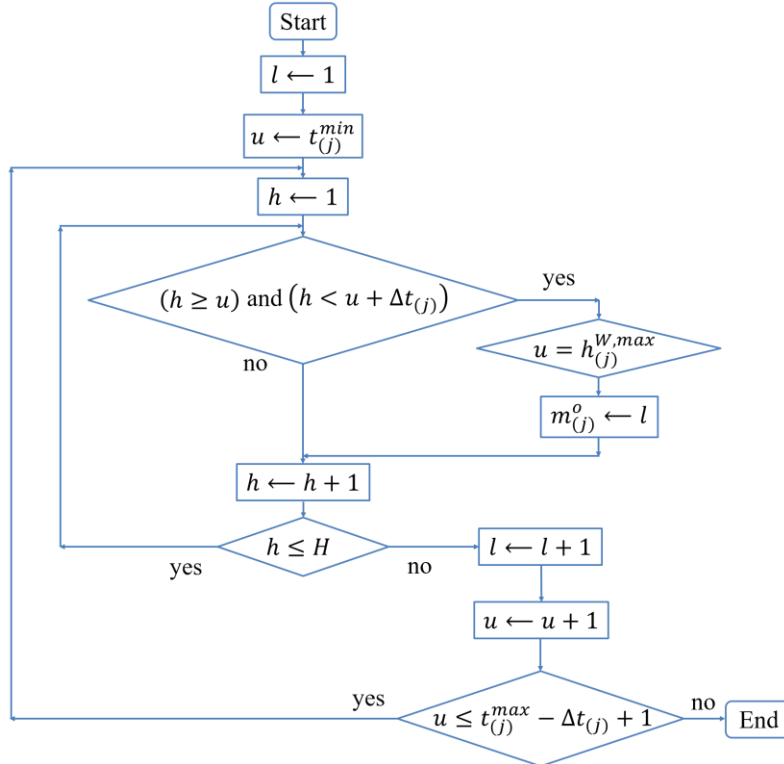 Start
l ← 1
u ← t_{(j)}^{min}
h ← 1
(h ≥ u) and (h < u + Δt_{(j)})
yes
no
u = h_{(j)}^{W,max}
m_{(j)}^{o} ← l
h ← h + 1
h ≤ H
yes
no
l ← l + 1
u ← u + 1
u ≤ t_{(j)}^{max} − Δt_{(j)} + 1
yes
no
End